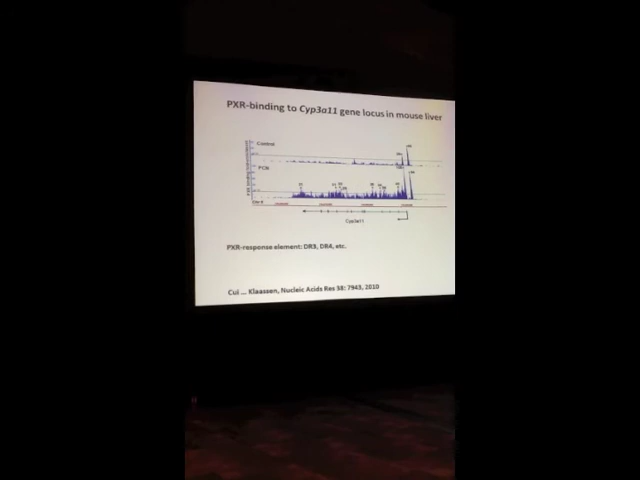 PXR-binding to Cyp3a11 gene locus in mouse liver
Control
PCN
Cyp3a11
PXR-response element: DR3, DR4, etc.
Cui ... Klaassen, Nucleic Acids Res 38: 7943, 2010